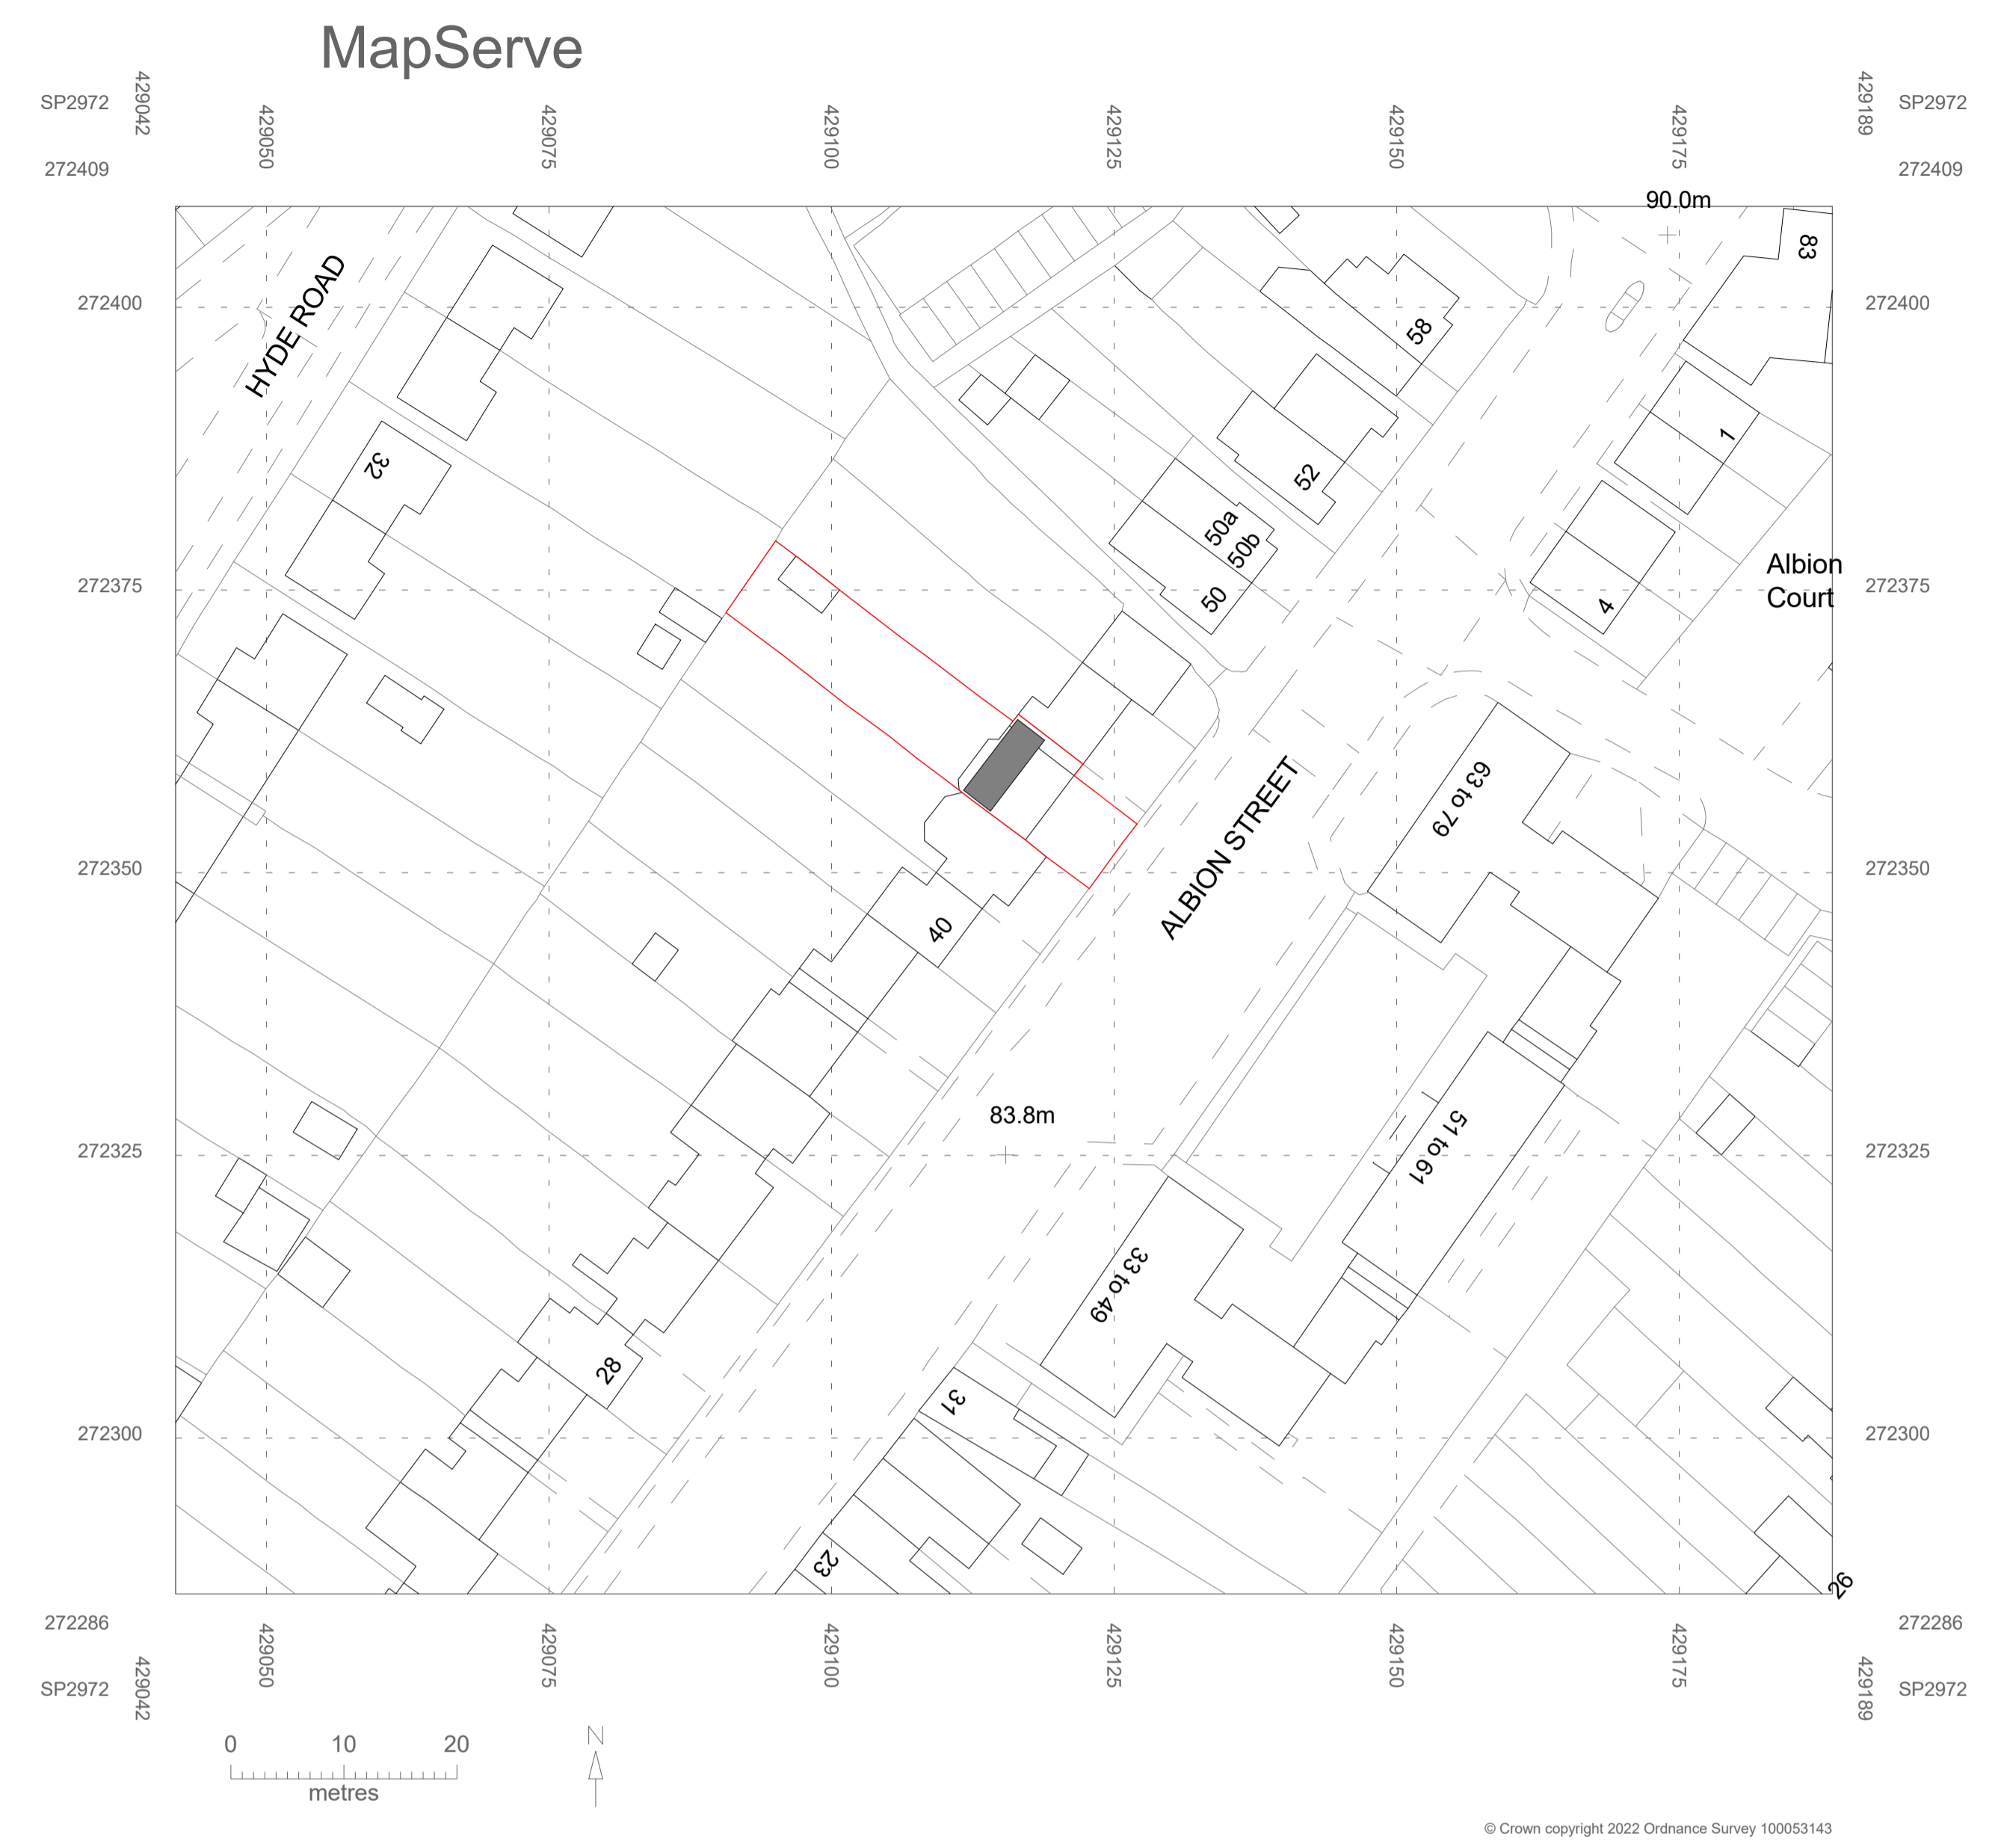 MapServe
SP2972
429042
429050
429075
429100
429125
429150
429175
429189
SP2972
272409
272409
90.0m
83
HYDE ROAD
272400
272400
58
1
32
52
50a
50b
Albion
Court
272375
272375
50
4
63 to 79
ALBION STREET
272350
272350
40
83.8m
51 to 61
272325
272325
33 to 49
28
31
272300
272300
23
26
272286
272286
SP2972
429042
429050
429075
429100
429125
429150
429175
429189
SP2972
0 10 20
metres
N
© Crown copyright 2022 Ordnance Survey 100053143